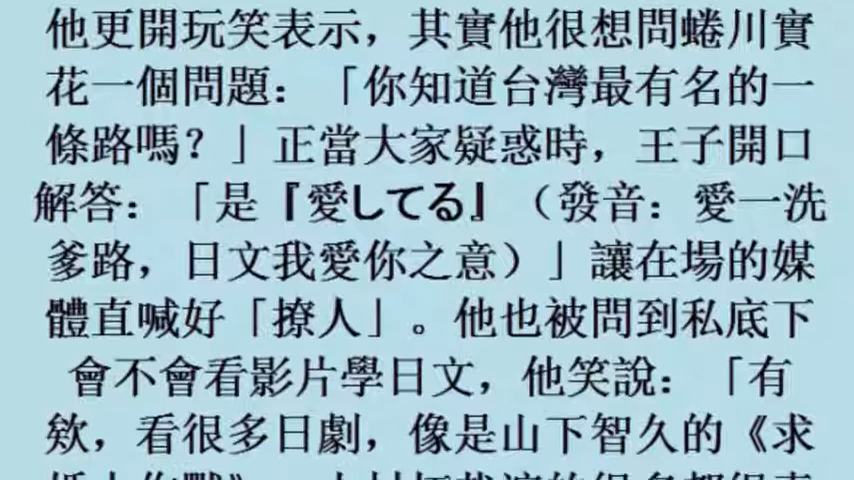 他更開玩笑表示，其實他很想問蜷川實
花一個問題：「你知道台灣最有名的一
條路嗎？」正當大家疑惑時，王子開口
解答：「是『愛してる』（發音：愛一洗
爹路，日文我愛你之意）」讓在場的媒
體直喊好「撩人」。他也被問到私底下
會不會看影片學日文，他笑說：「有
欸，看很多日劇，像是山下智久的《求